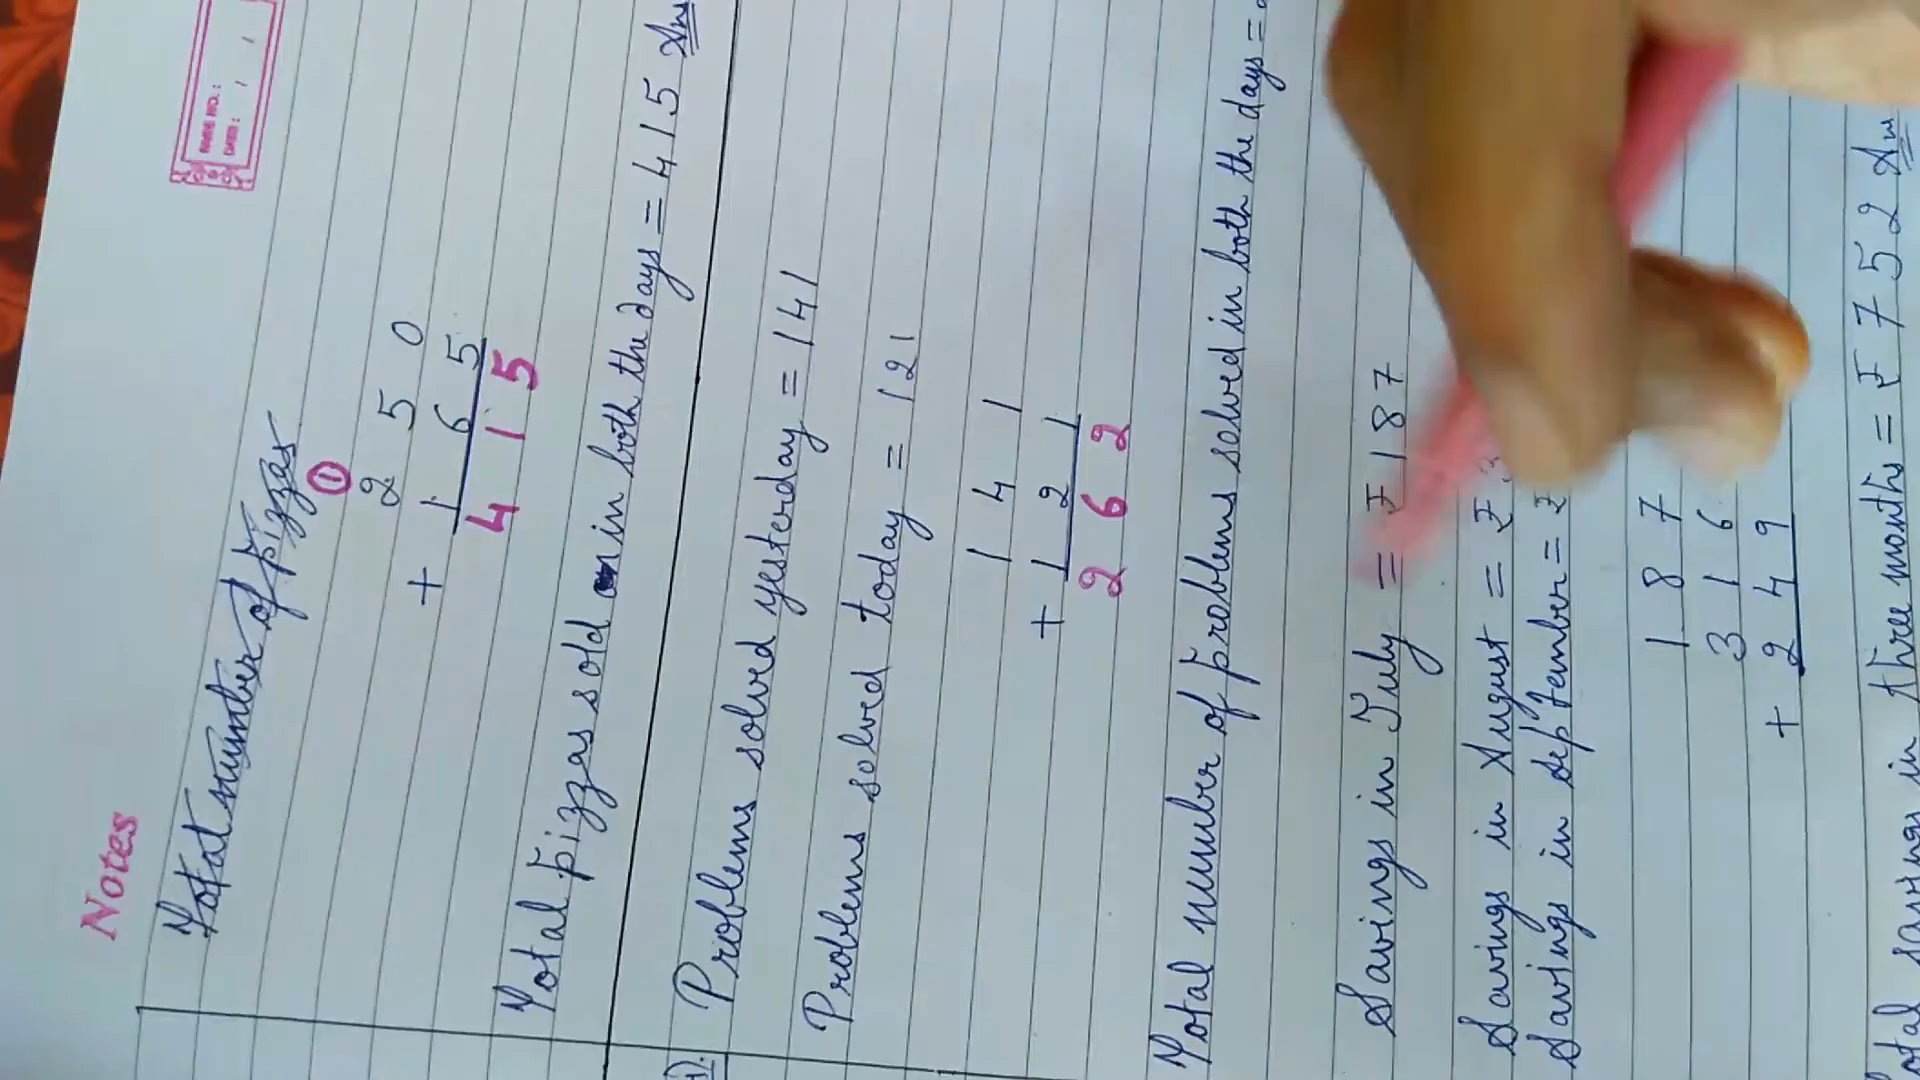 PAGE NO.:
DATE: / /
Notes
Total number of pizzas
1
2 5 0
+ 1 6 5
4 1 5
Total pizzas sold in both the days = 415 Ans
Problems solved yesterday = 141
Problems solved today = 121
1 4 1
+ 1 2 1
2 6 2
Total number of problems solved in both the days =
Savings in July = ₹ 187
Savings in August = ₹
Savings in september = ₹
1 8 7
3 1 6
+ 2 4 9
savings in three months = ₹ 752 Ans